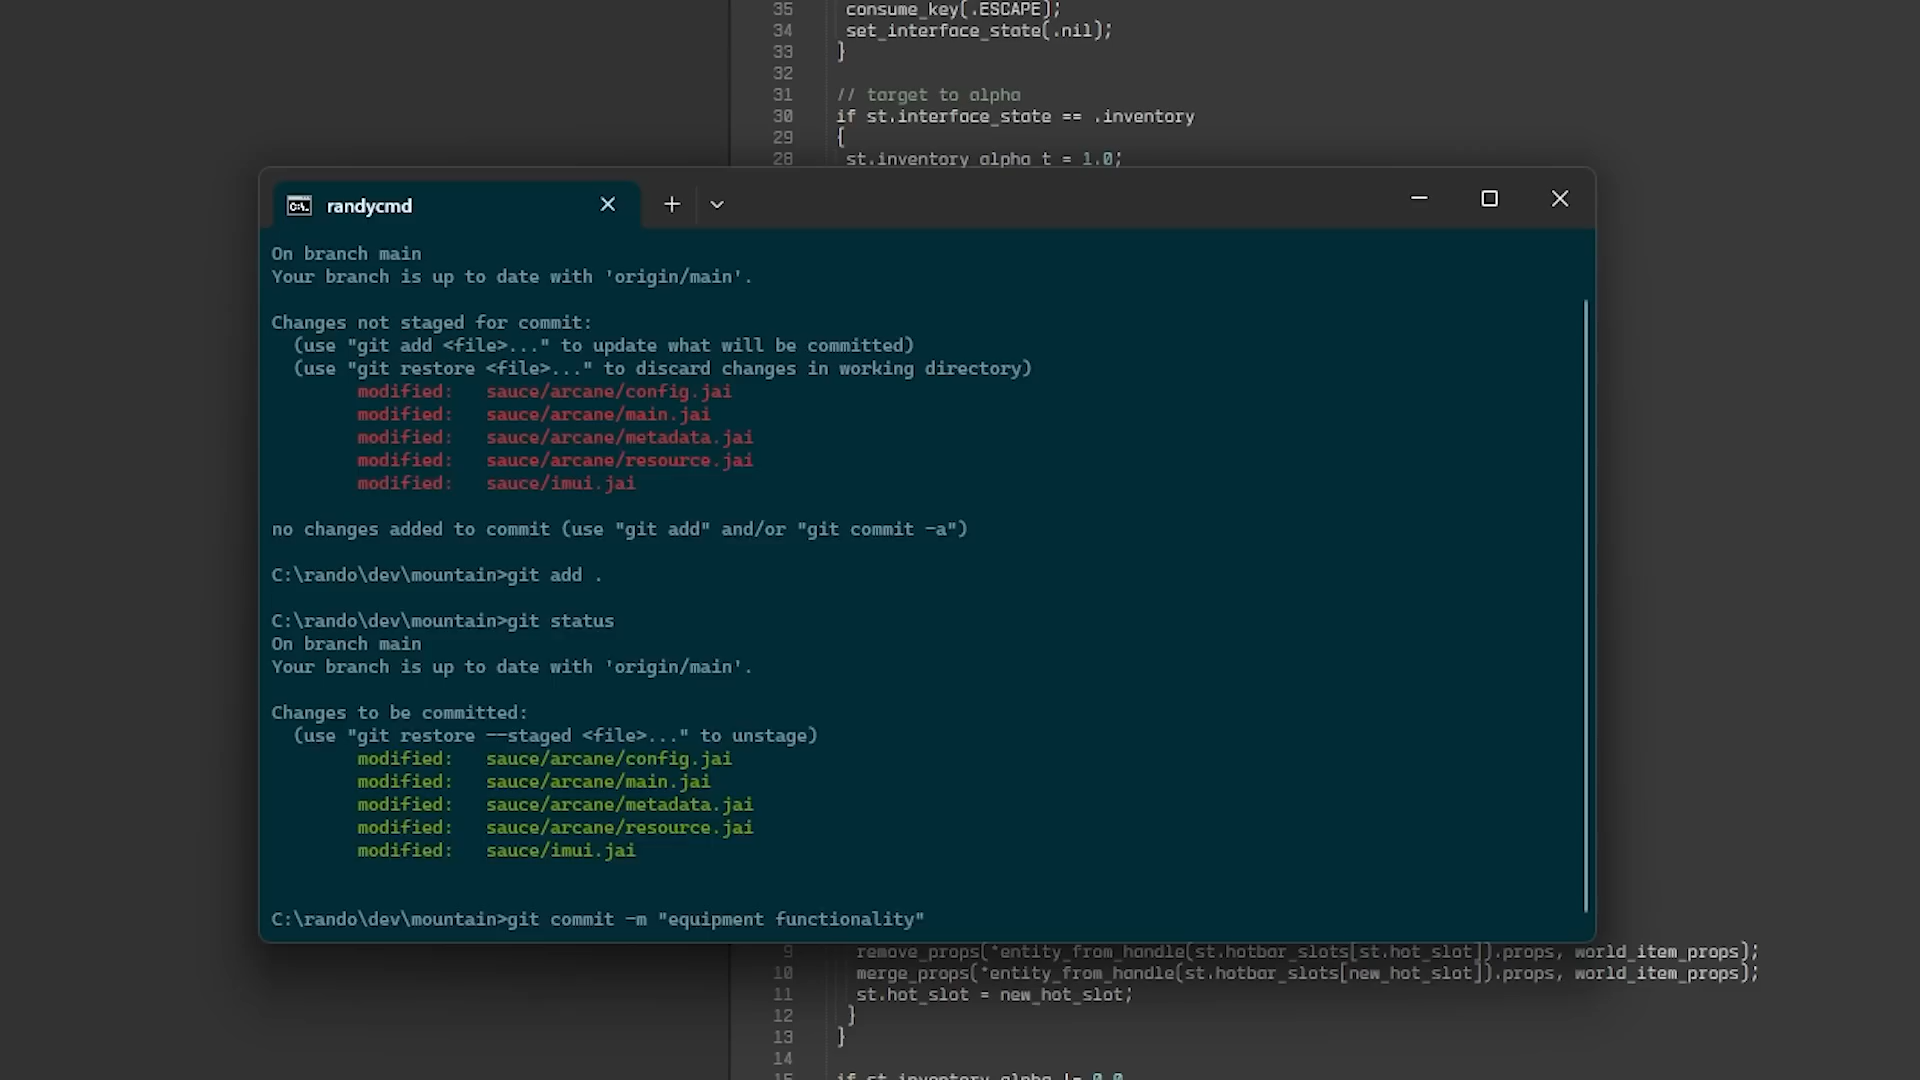 35 consume_key(.ESCAPE);
34 set_interface_state(.nil);
33 }
32
31 // target to alpha
30 if st.interface_state == .inventory
29 {
28 st.inventory_alpha_t = 1.0;
randycmd
On branch main
Your branch is up to date with 'origin/main'.
Changes not staged for commit:
(use "git add <file>..." to update what will be committed)
(use "git restore <file>..." to discard changes in working directory)
modified: sauce/arcane/config.jai
modified: sauce/arcane/main.jai
modified: sauce/arcane/metadata.jai
modified: sauce/arcane/resource.jai
modified: sauce/imui.jai
no changes added to commit (use "git add" and/or "git commit -a")
C:\rando\dev\mountain>git add .
C:\rando\dev\mountain>git status
On branch main
Your branch is up to date with 'origin/main'.
Changes to be committed:
(use "git restore --staged <file>..." to unstage)
modified: sauce/arcane/config.jai
modified: sauce/arcane/main.jai
modified: sauce/arcane/metadata.jai
modified: sauce/arcane/resource.jai
modified: sauce/imui.jai
C:\rando\dev\mountain>git commit -m "equipment functionality"
9 remove_props(*entity_from_handle(st.hotbar_slots[st.hot_slot]).props, world_item_props);
10 merge_props(*entity_from_handle(st.hotbar_slots[new_hot_slot]).props, world_item_props);
11 st.hot_slot = new_hot_slot;
12 }
13 }
14
15 if st.inventory_alpha != 0.0